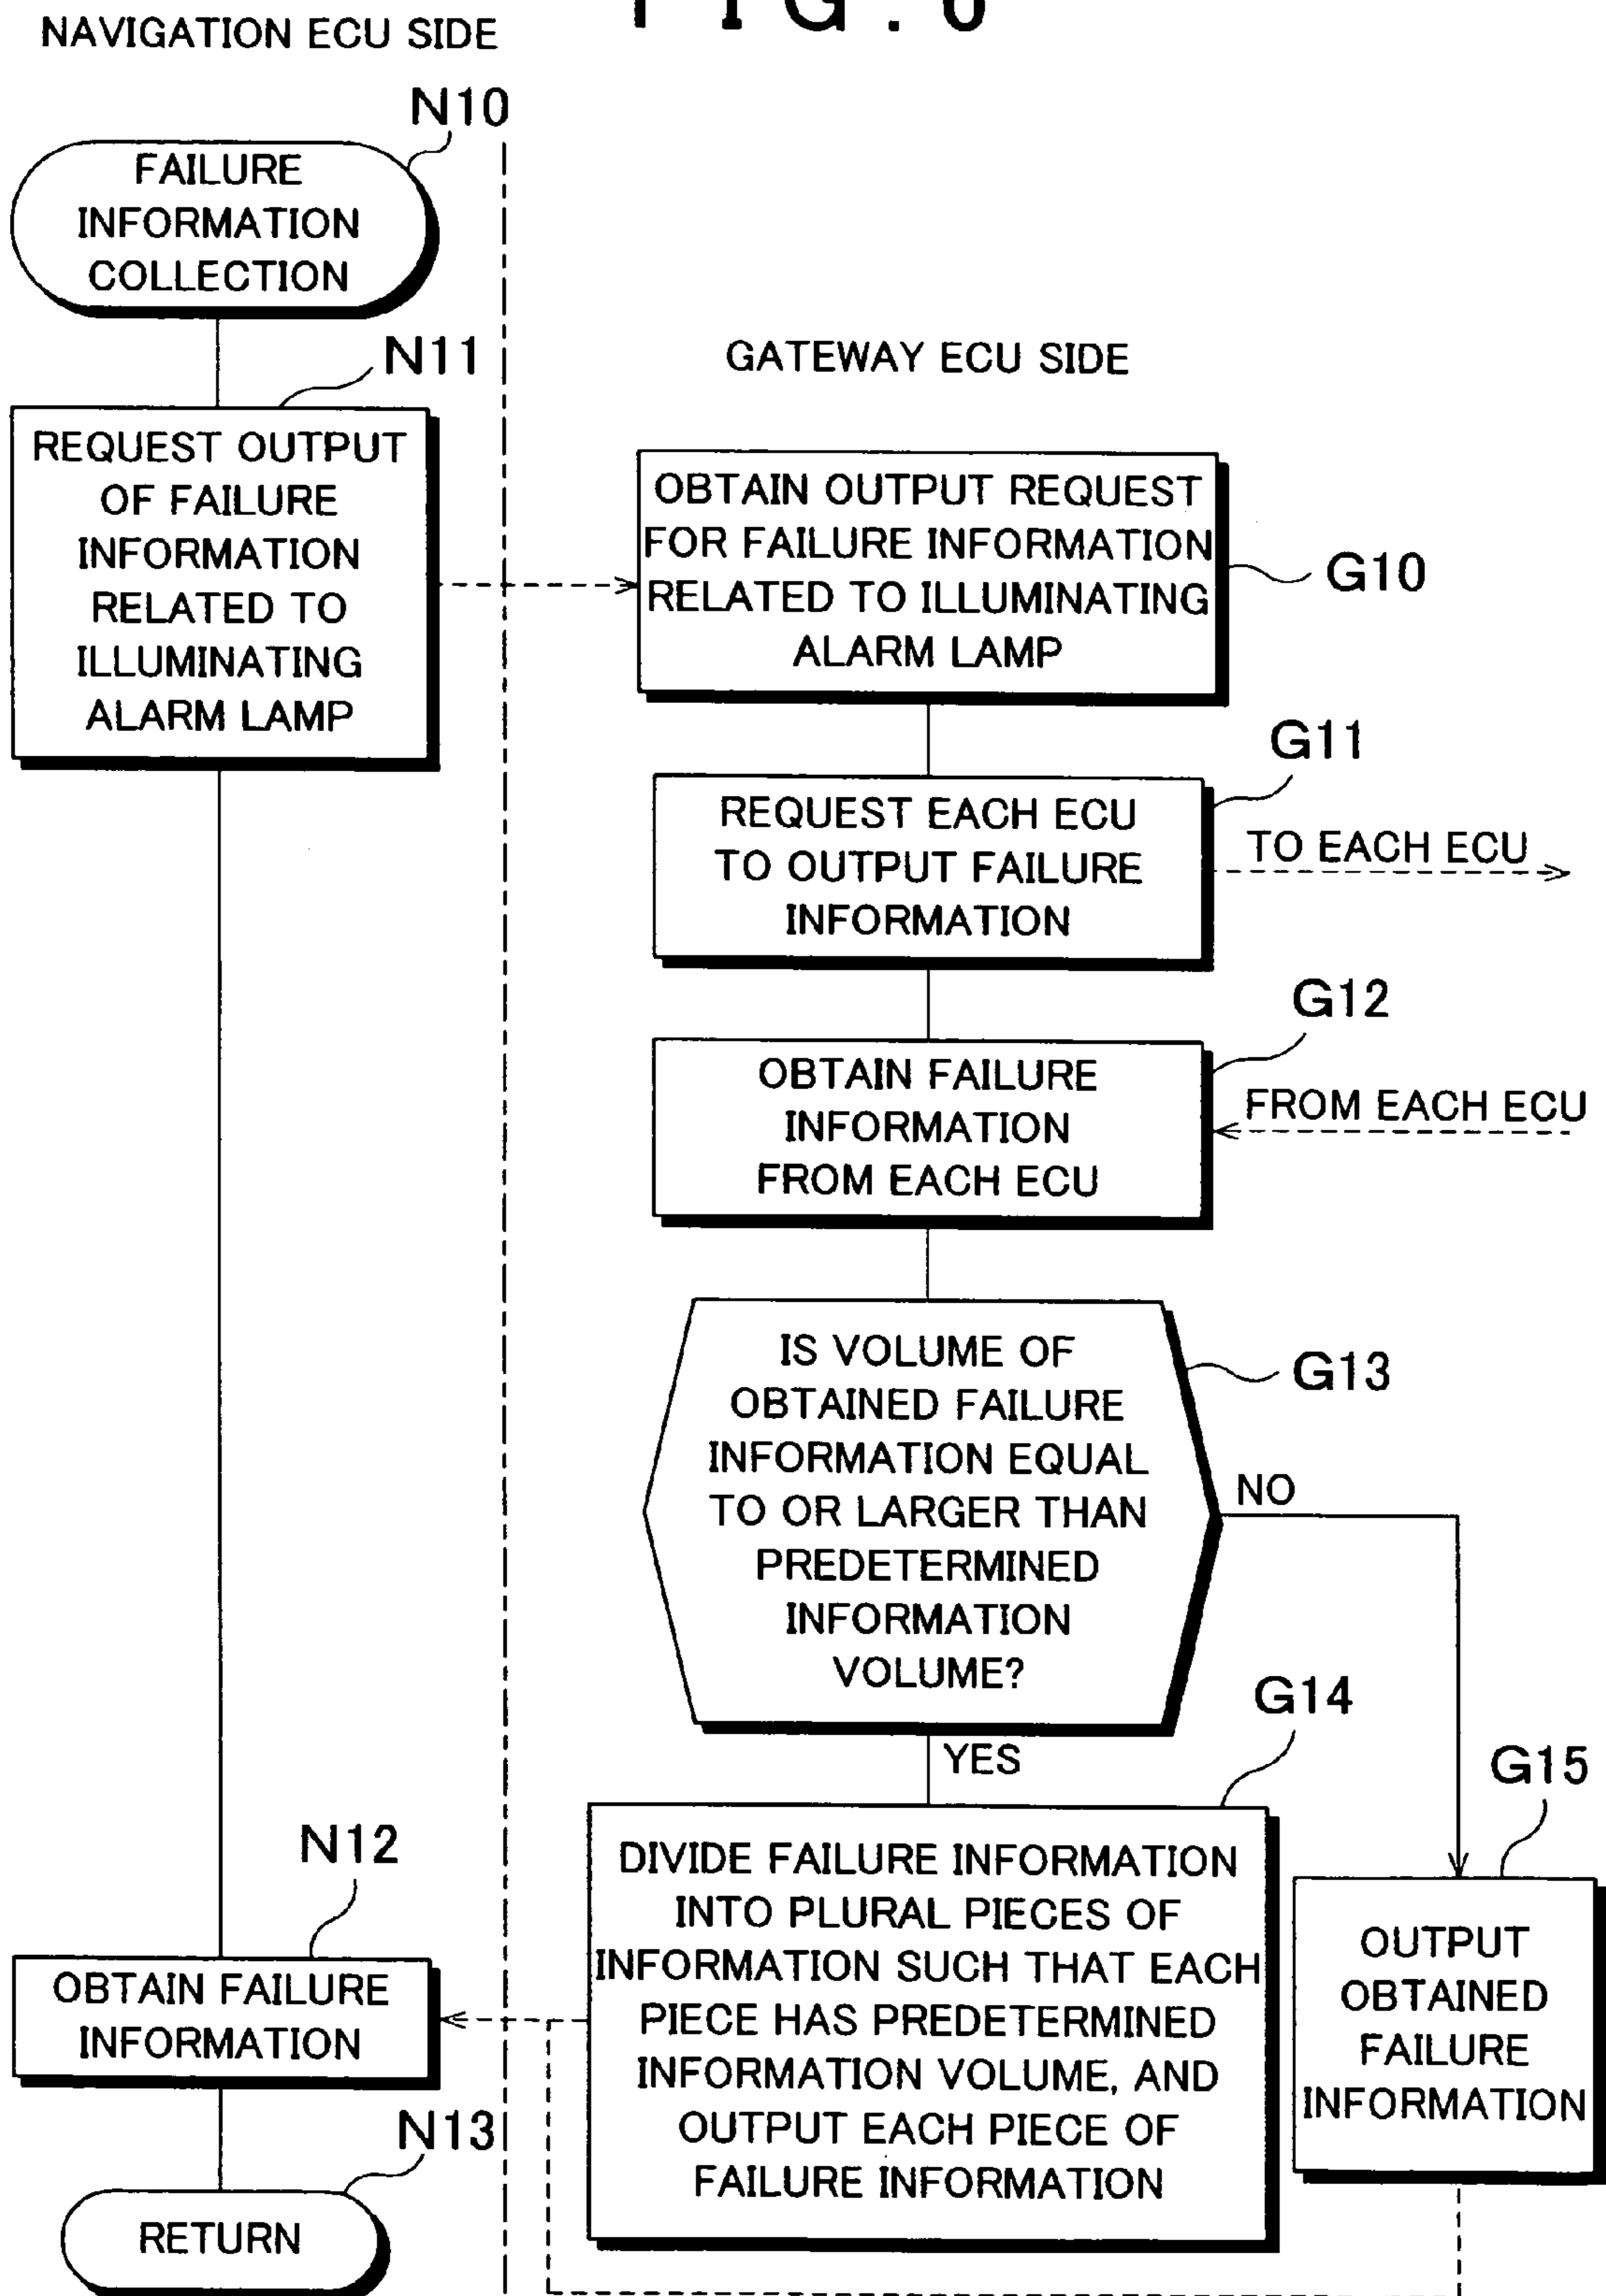 NAVIGATION ECU SIDE
N10
FAILURE
INFORMATION
COLLECTION
N11
REQUEST OUTPUT
OF FAILURE
INFORMATION
RELATED TO
ILLUMINATING
ALARM LAMP
GATEWAY ECU SIDE
OBTAIN OUTPUT REQUEST
FOR FAILURE INFORMATION
RELATED TO ILLUMINATING
ALARM LAMP
G10
G11
REQUEST EACH ECU
TO OUTPUT FAILURE
INFORMATION
TO EACH ECU
G12
OBTAIN FAILURE
INFORMATION
FROM EACH ECU
FROM EACH ECU
IS VOLUME OF
OBTAINED FAILURE
INFORMATION EQUAL
TO OR LARGER THAN
PREDETERMINED
INFORMATION
VOLUME?
G13
NO
YES
G14
DIVIDE FAILURE INFORMATION
INTO PLURAL PIECES OF
INFORMATION SUCH THAT EACH
PIECE HAS PREDETERMINED
INFORMATION VOLUME, AND
OUTPUT EACH PIECE OF
FAILURE INFORMATION
G15
OUTPUT
OBTAINED
FAILURE
INFORMATION
N12
OBTAIN FAILURE
INFORMATION
N13
RETURN